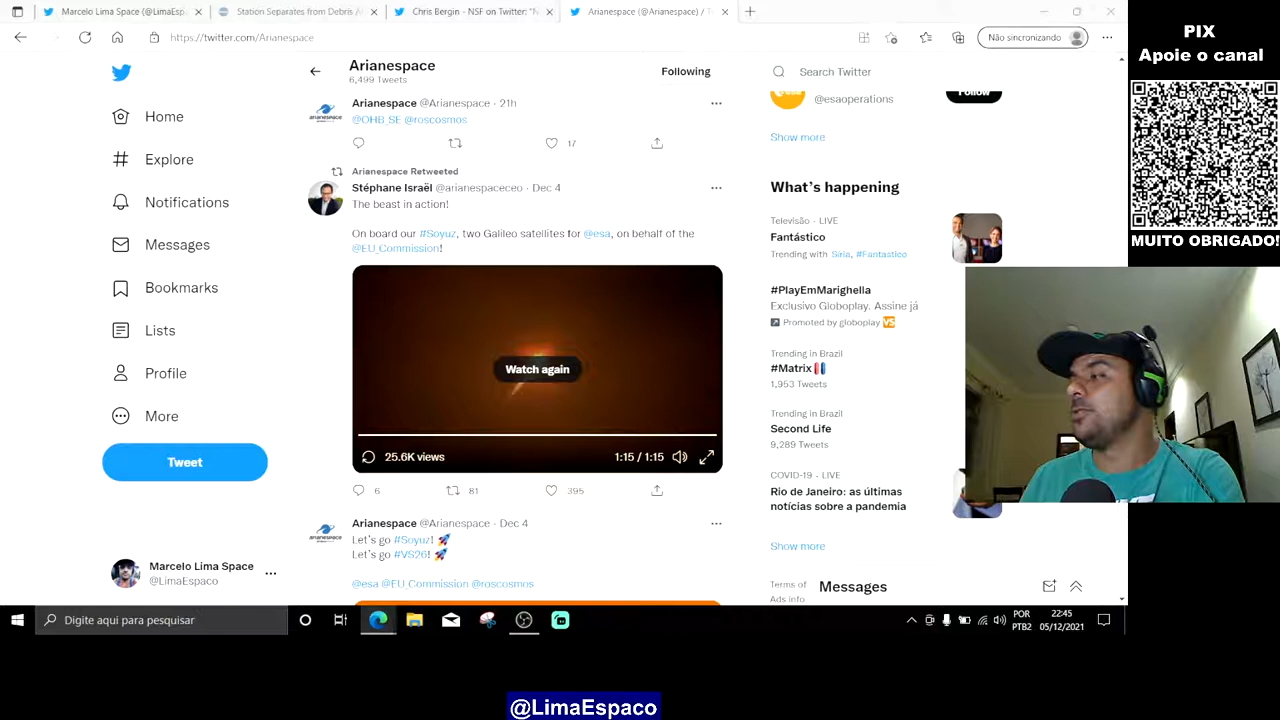 Marcelo Lima Space (@LimaEsp
Station Separates from Debris A
Chris Bergin - NSF on Twitter: "N
Arianespace (@Arianespace) / T
https://twitter.com/Arianespace
Não sincronizando
Arianespace
6,499 Tweets
Following
Search Twitter
Home
Explore
Notifications
Messages
Bookmarks
Lists
Profile
More
Tweet
Marcelo Lima Space
@LimaEspaco
Arianespace @Arianespace · 21h
@OHB_SE @roscosmos
17
Arianespace Retweeted
Stéphane Israël @arianespaceceo · Dec 4
The beast in action!
On board our #Soyuz, two Galileo satellites for @esa, on behalf of the
@EU_Commission!
Watch again
25.6K views
1:15 / 1:15
6
81
395
Arianespace @Arianespace · Dec 4
Let's go #Soyuz! 🚀
Let's go #VS26! 🚀
@esa @EU_Commission @roscosmos
@esaoperations
Follow
Show more
What's happening
Televisão · LIVE
Fantástico
Trending with Síria, #Fantastico
#PlayEmMarighella
Exclusivo Globoplay. Assine já
Promoted by globoplay 🆚
Trending in Brazil
#Matrix
1,953 Tweets
Trending in Brazil
Second Life
9,289 Tweets
COVID-19 · LIVE
Rio de Janeiro: as últimas
notícias sobre a pandemia
Show more
Terms of
Ads info
Messages
PIX
Apoie o canal
MUITO OBRIGADO!
Digite aqui para pesquisar
POR
PTB2
22:45
05/12/2021
@LimaEspaco